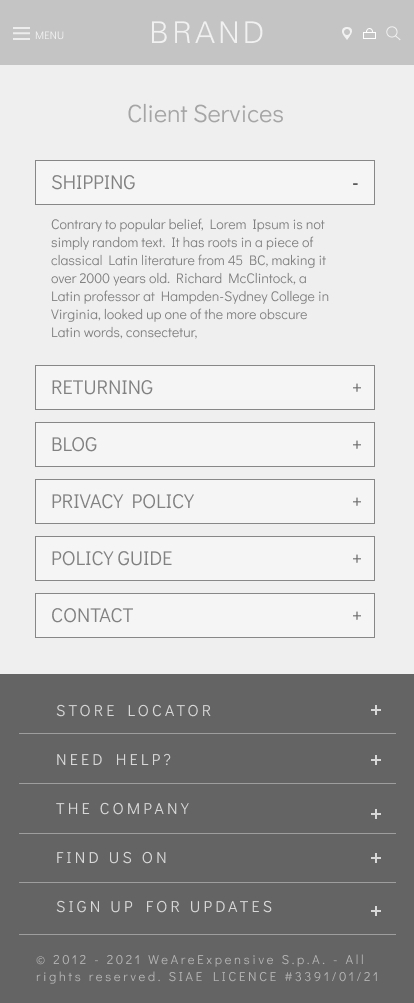 MENU BRAND
Client Services
SHIPPING -
Contrary to popular belief, Lorem Ipsum is not
simply random text. It has roots in a piece of
classical Latin literature from 45 BC, making it
over 2000 years old. Richard McClintock, a
Latin professor at Hampden-Sydney College in
Virginia, looked up one of the more obscure
Latin words, consectetur,
RETURNING +
BLOG +
PRIVACY POLICY +
POLICY GUIDE +
CONTACT +
STORE LOCATOR +
NEED HELP? +
THE COMPANY +
FIND US ON +
SIGN UP FOR UPDATES +
© 2012 - 2021 WeAreExpensive S.p.A. - All
rights reserved. SIAE LICENCE #3391/01/21